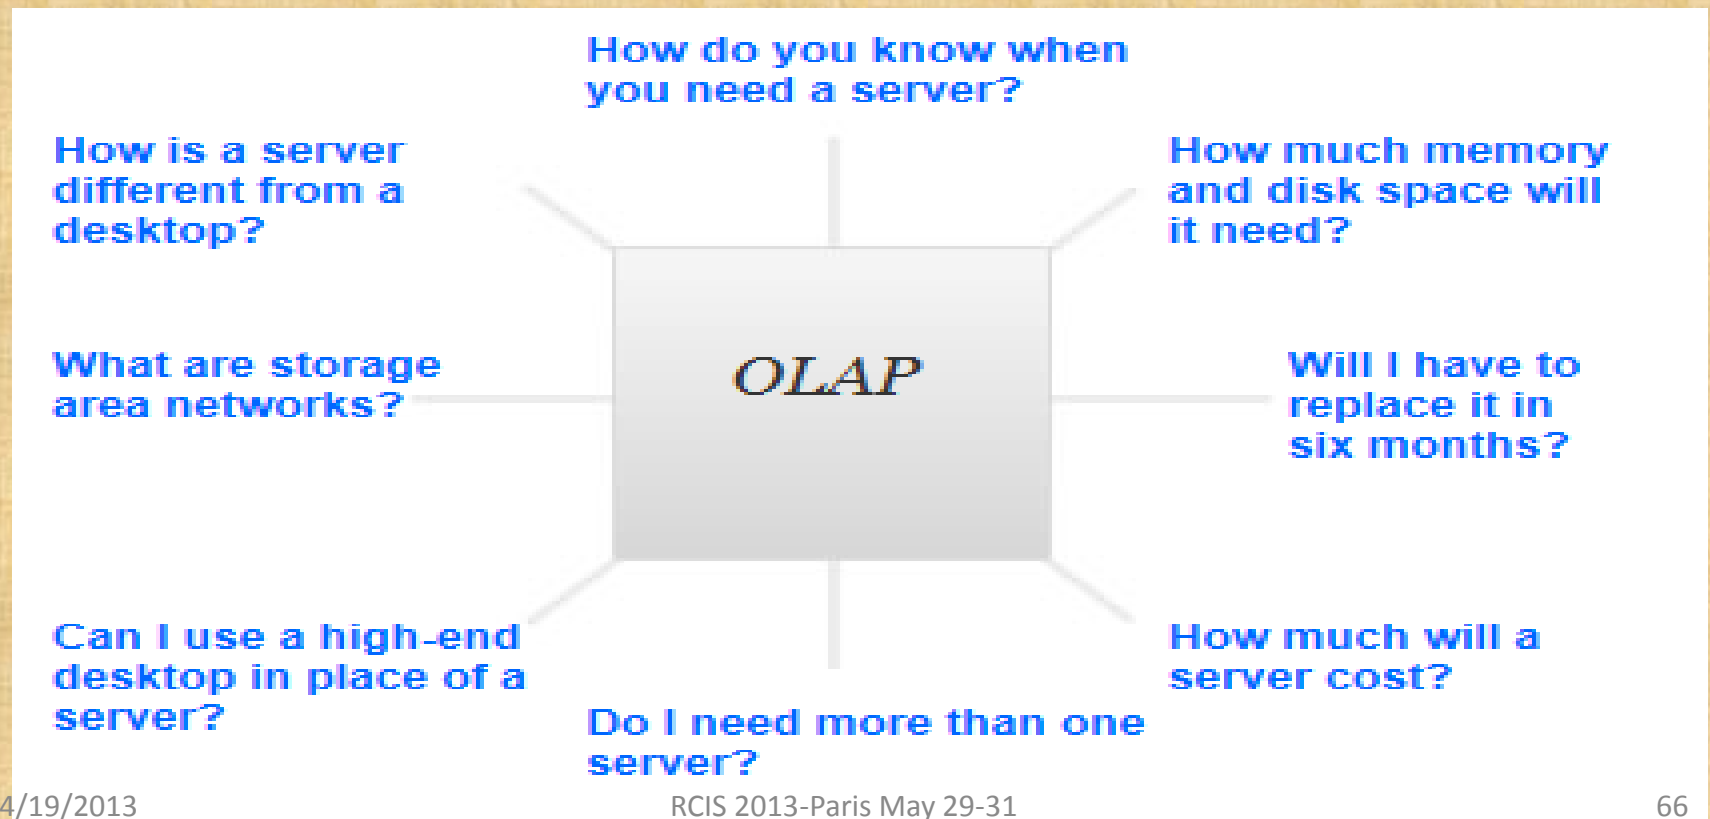 How do you know when
you need a server?
How is a server
different from a
desktop?
How much memory
and disk space will
it need?
What are storage
area networks?
OLAP
Will I have to
replace it in
six months?
Can I use a high-end
desktop in place of a
server?
How much will a
server cost?
Do I need more than one
server?
4/19/2013
RCIS 2013-Paris May 29-31
66